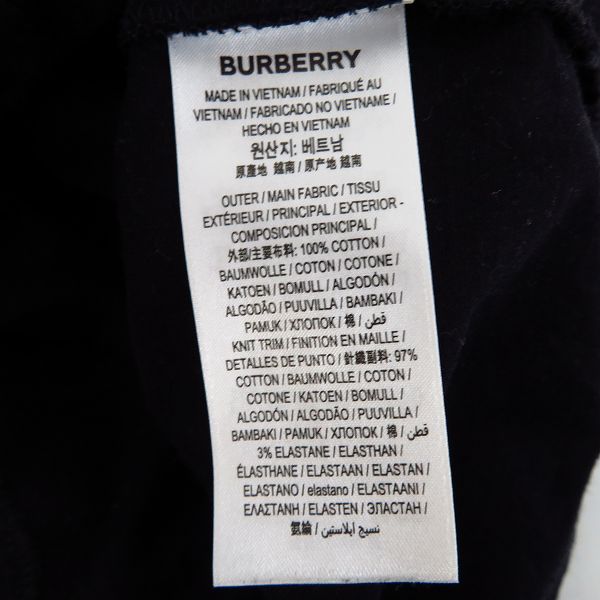 BURBERRY
MADE IN VIETNAM / FABRIQUÉ AU
VIETNAM / FABRICADO NO VIETNAME /
HECHO EN VIETNAM
원산지: 베트남
原產地 越南 / 原产地 越南
OUTER / MAIN FABRIC / TISSU
EXTÉRIEUR / PRINCIPAL / EXTERIOR -
COMPOSICION PRINCIPAL /
外部/主要布料: 100% COTTON /
BAUMWOLLE / COTON / COTONE /
KATOEN / BOMULL / ALGODÓN /
ALGODÃO / PUUVILLA / BAMBAKI /
PAMUK / ХЛОПОК / 棉 / قطن /
KNIT TRIM / FINITION EN MAILLE /
DETALLES DE PUNTO / 針織副料: 97%
COTTON / BAUMWOLLE / COTON /
COTONE / KATOEN / BOMULL /
ALGODÓN / ALGODÃO / PUUVILLA /
BAMBAKI / PAMUK / ХЛОПОК / 棉 / قطن
3% ELASTANE / ELASTHAN /
ÉLASTHANE / ELASTAAN / ELASTAN /
ELASTANO / elastano / ELASTAANI /
ΕΛΑΣΤΑΝΗ / ELASTEN / ЭЛАСТАН /
氨綸 / نسيج ايلاستين /